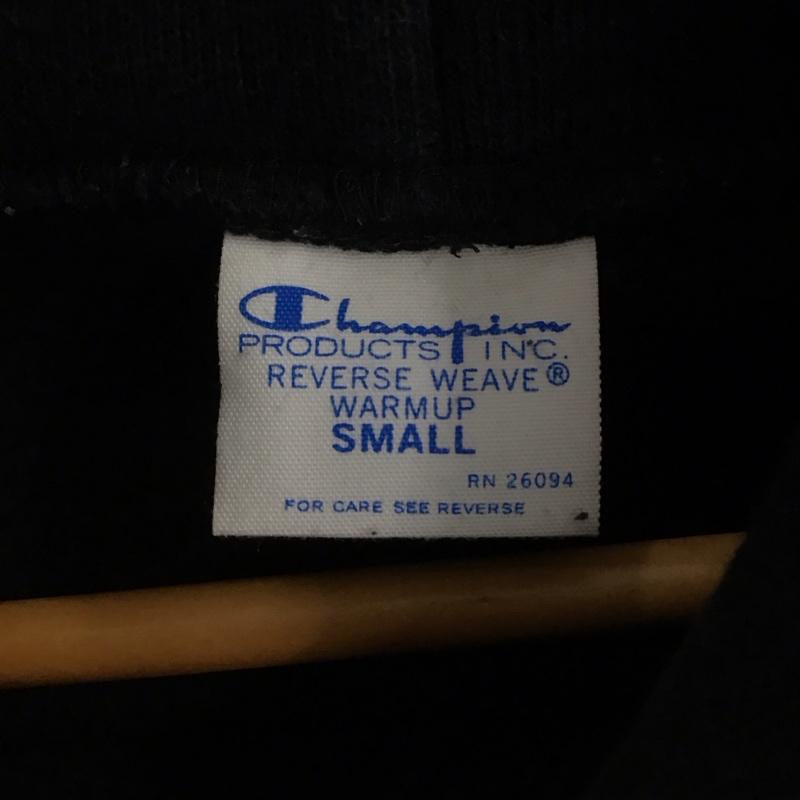 Champion
PRODUCTS INC.
REVERSE WEAVE®
WARMUP
SMALL
RN 26094
FOR CARE SEE REVERSE